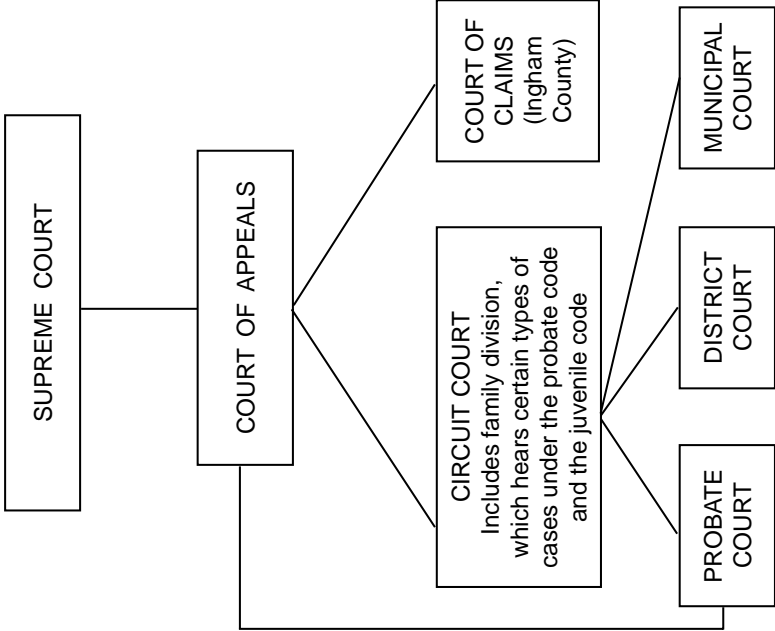 SUPREME COURT
COURT OF APPEALS
CIRCUIT COURT
Includes family division,
which hears certain types of
cases under the probate code
and the juvenile code
COURT OF
CLAIMS
(Ingham
County)
PROBATE
COURT
DISTRICT
COURT
MUNICIPAL
COURT